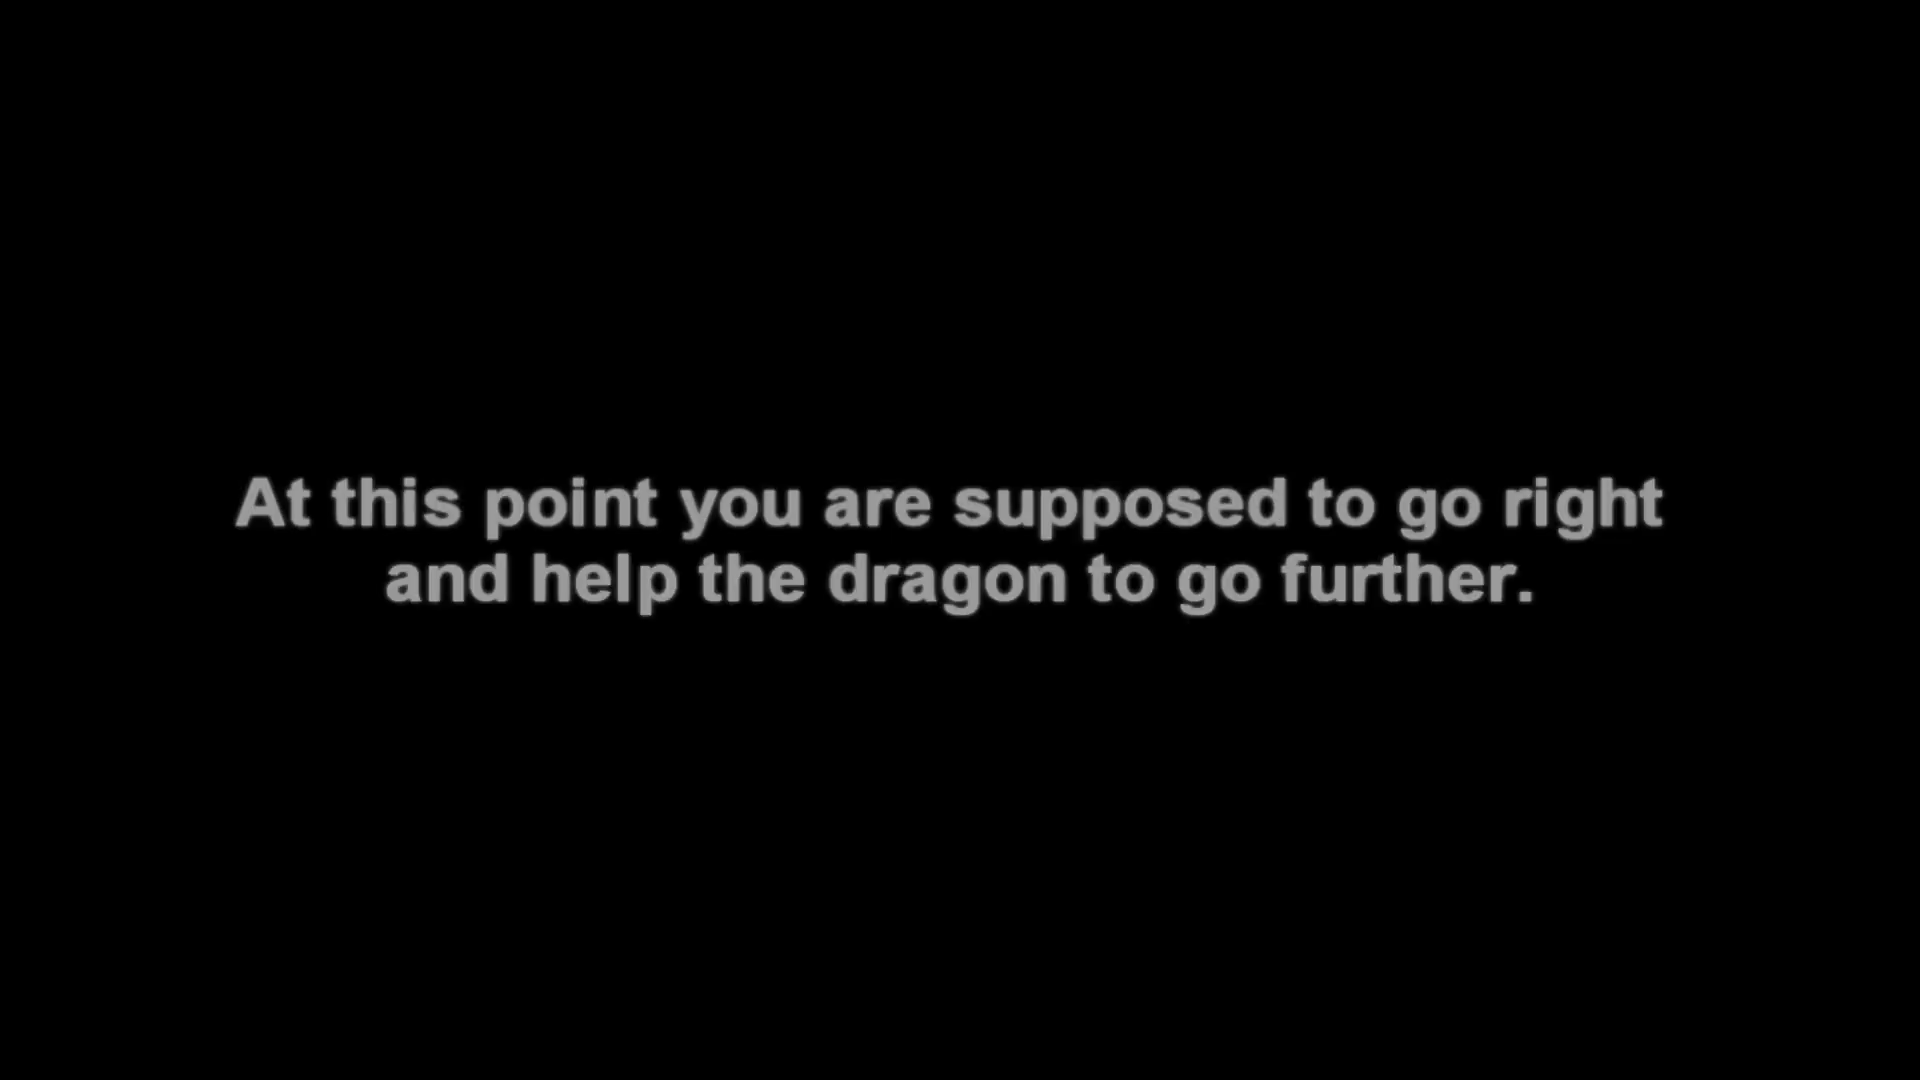 At this point you are supposed to go right
and help the dragon to go further.